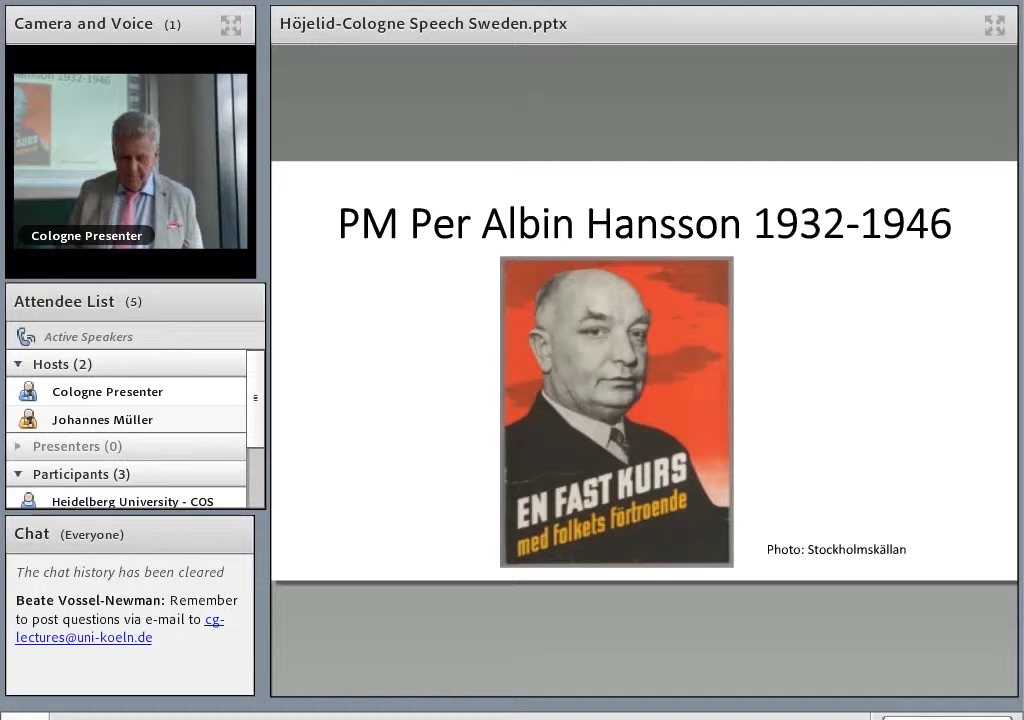 Camera and Voice (1)
nsson 1932-1946
Cologne Presenter
Attendee List (5)
Active Speakers
Hosts (2)
Cologne Presenter
Johannes Müller
Presenters (0)
Participants (3)
Heidelberg University - COS
Chat (Everyone)
The chat history has been cleared
Beate Vossel-Newman: Remember
to post questions via e-mail to cg-
lectures@uni-koeln.de
Höjelid-Cologne Speech Sweden.pptx
PM Per Albin Hansson 1932-1946
EN FAST KURS
med folkets förtroende
Photo: Stockholmskällan